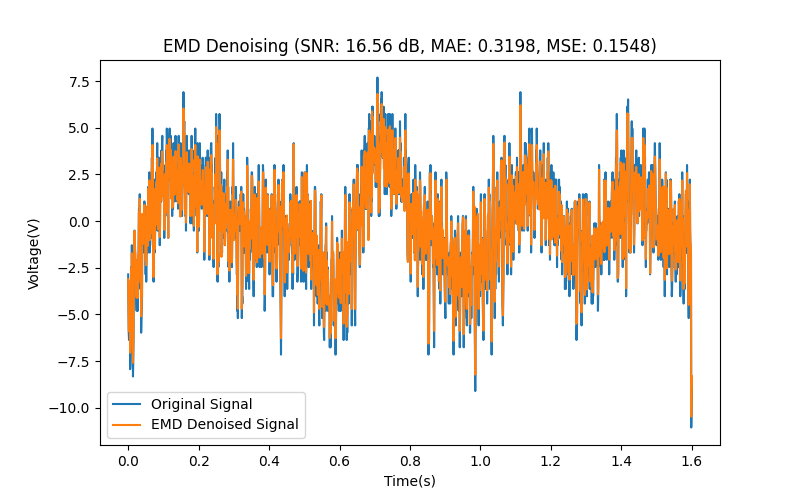 EMD Denoising (SNR: 16.56 dB, MAE: 0.3198, MSE: 0.1548)
7.5
5.0
2.5
0.0
−2.5
−5.0
−7.5
−10.0
Voltage(V)
Original Signal
EMD Denoised Signal
0.0 0.2 0.4 0.6 0.8 1.0 1.2 1.4 1.6
Time(s)